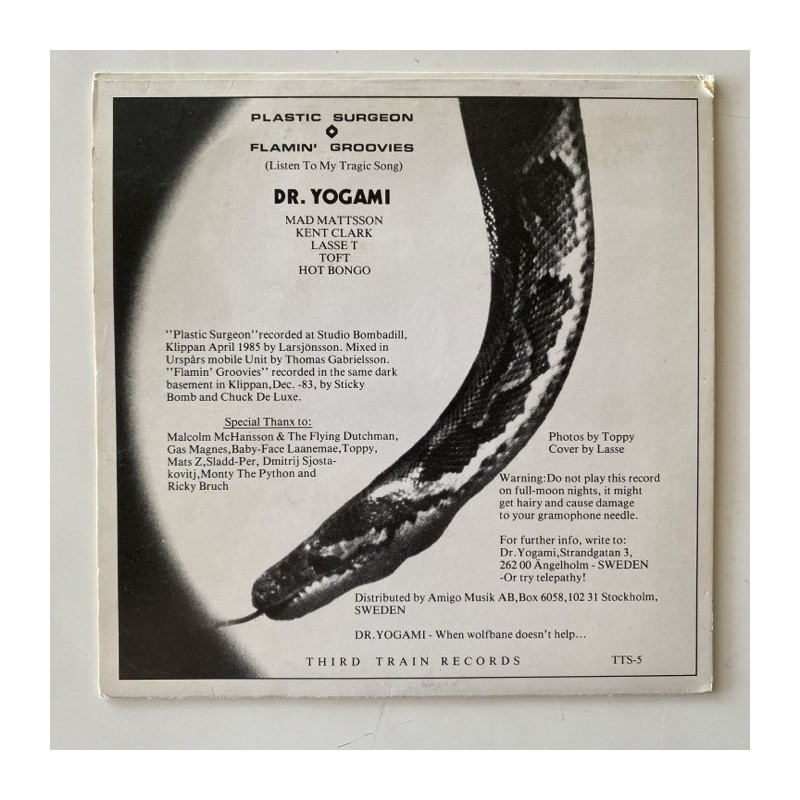 PLASTIC SURGEON
FLAMIN' GROOVIES
(Listen To My Tragic Song)
DR. YOGAMI
MAD MATTSSON
KENT CLARK
LASSE T
TOFT
HOT BONGO
''Plastic Surgeon''recorded at Studio Bombadill,
Klippan April 1985 by Larsjönsson. Mixed in
Urspårs mobile Unit by Thomas Gabrielsson.
''Flamin' Groovies'' recorded in the same dark
basement in Klippan,Dec. -83, by Sticky
Bomb and Chuck De Luxe.
Special Thanx to:
Malcolm McHansson & The Flying Dutchman,
Gas Magnes,Baby-Face Laanemae,Toppy,
Mats Z,Sladd-Per, Dmitrij Sjosta-
kovitj,Monty The Python and
Ricky Bruch
Photos by Toppy
Cover by Lasse
Warning:Do not play this record
on full-moon nights, it might
get hairy and cause damage
to your gramophone needle.
For further info, write to:
Dr.Yogami,Strandgatan 3,
262 00 Ängelholm - SWEDEN
-Or try telepathy!
Distributed by Amigo Musik AB,Box 6058,102 31 Stockholm,
SWEDEN
DR.YOGAMI - When wolfbane doesn't help...
THIRD TRAIN RECORDS
TTS-5